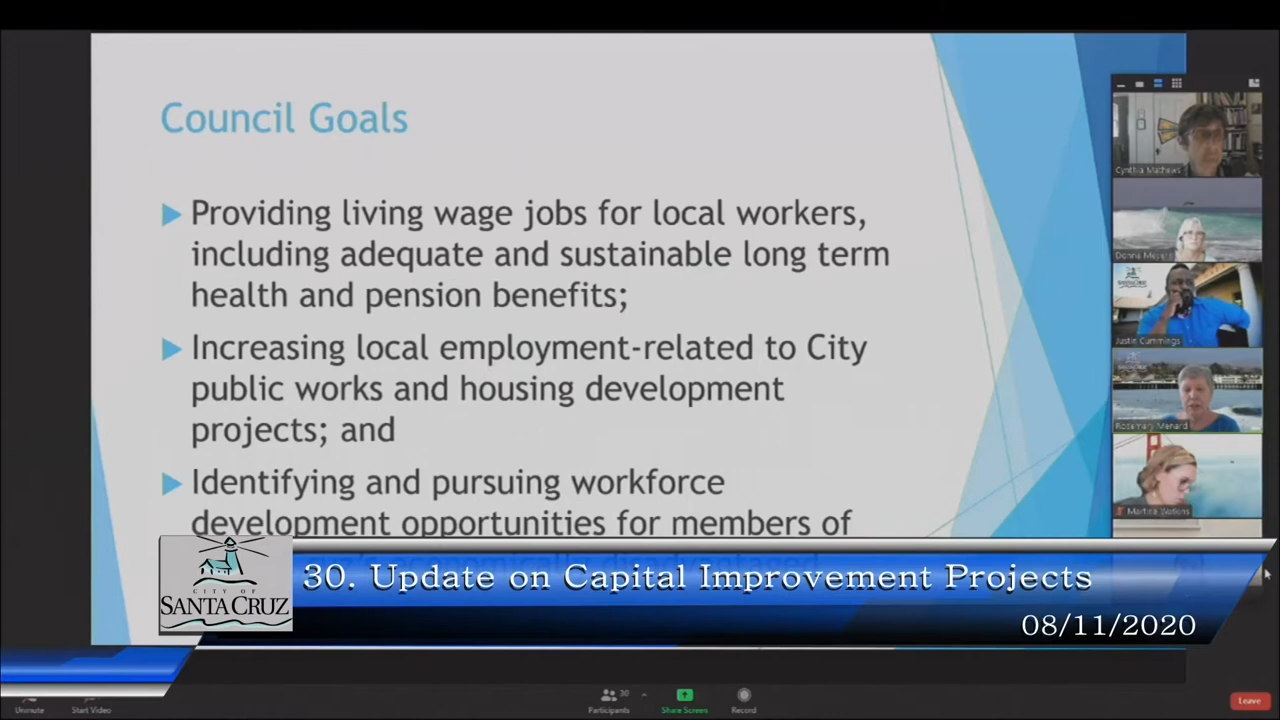 Council Goals
Providing living wage jobs for local workers,
including adequate and sustainable long term
health and pension benefits;
Increasing local employment-related to City
public works and housing development
projects; and
Identifying and pursuing workforce
development opportunities for members of
economically disadvantaged
Cynthia Mathews
Donna Meyers
Justin Cummings
Rosemary Menard
Martine Watkins
CITY OF
SANTA CRUZ
30. Update on Capital Improvement Projects
08/11/2020
Unmute
Start Video
Participants
30
Share Screen
Record
Leave